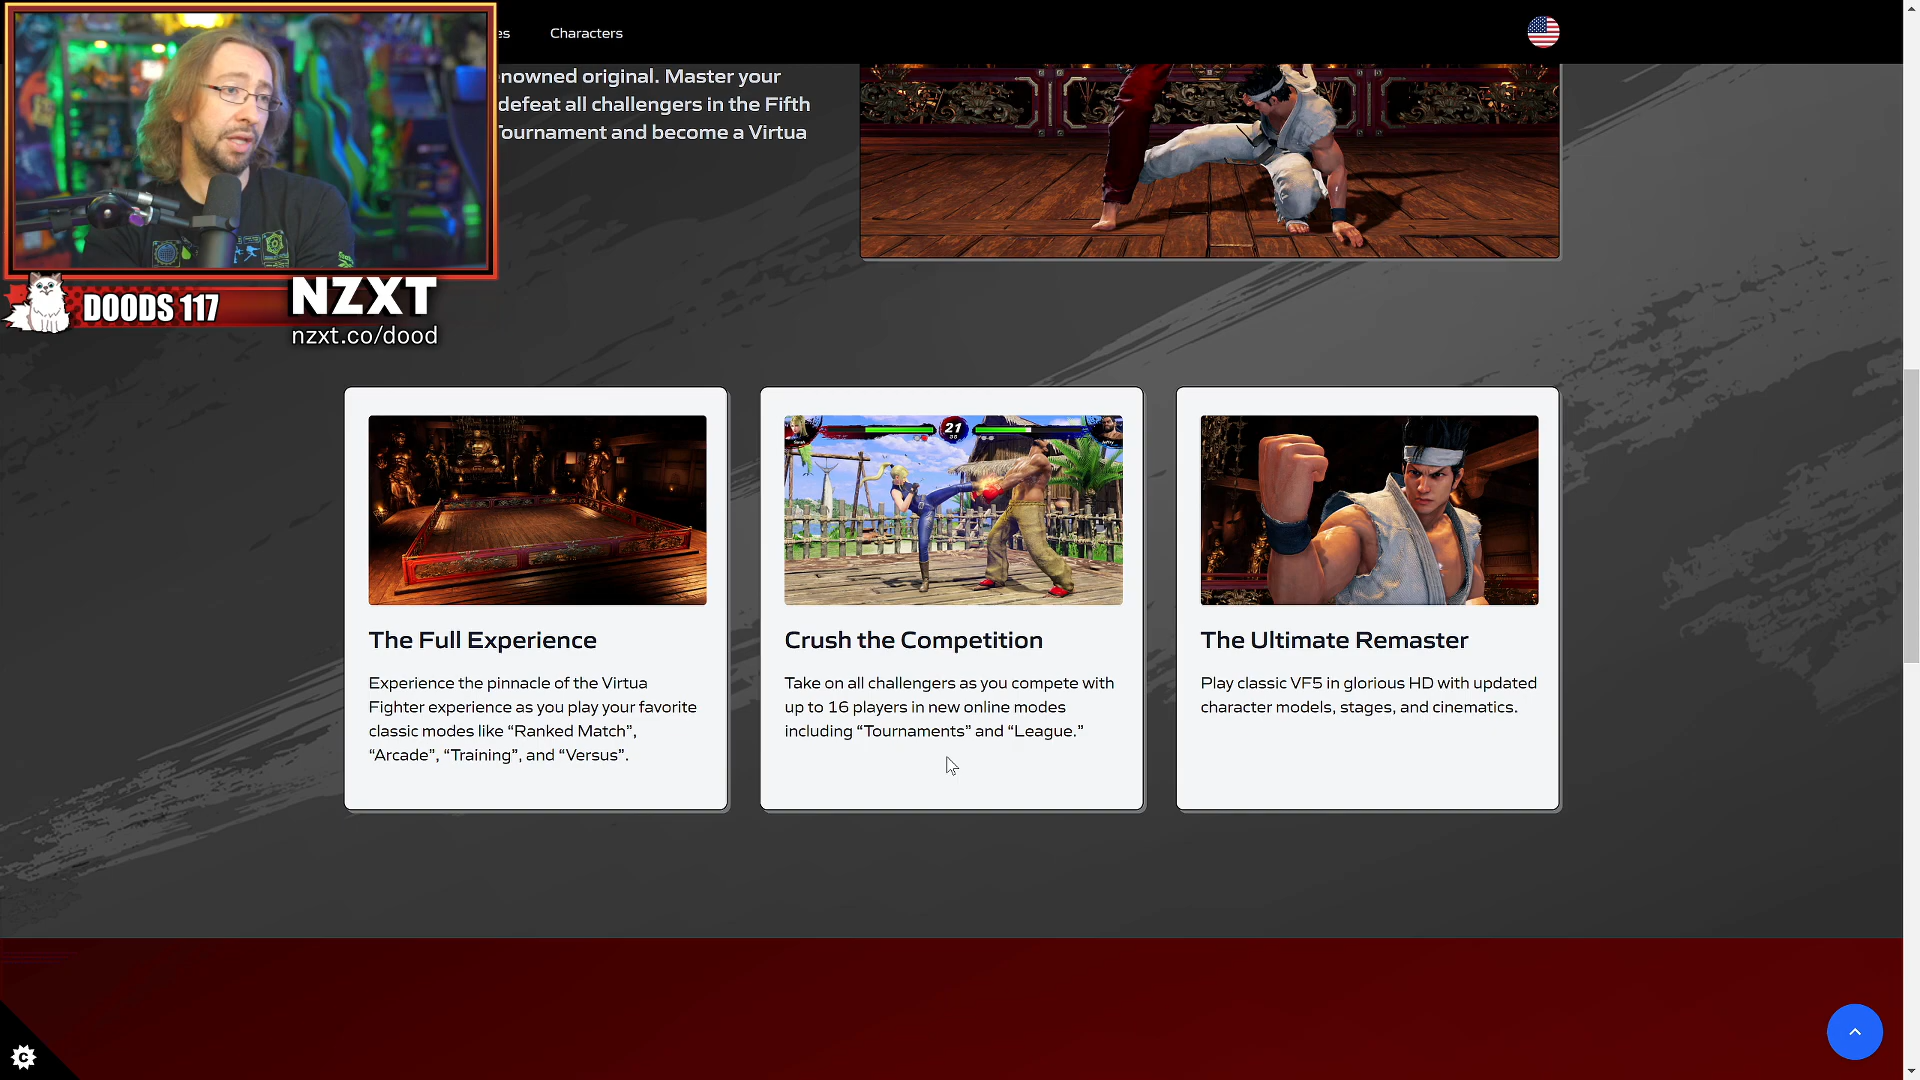 es
Characters
nowned original. Master your
defeat all challengers in the Fifth
Tournament and become a Virtua
DOODS 117
NZXT
nzxt.co/dood
21
The Full Experience
Experience the pinnacle of the Virtua
Fighter experience as you play your favorite
classic modes like “Ranked Match”,
“Arcade”, “Training”, and “Versus”.
Crush the Competition
Take on all challengers as you compete with
up to 16 players in new online modes
including “Tournaments” and “League.”
The Ultimate Remaster
Play classic VF5 in glorious HD with updated
character models, stages, and cinematics.
C